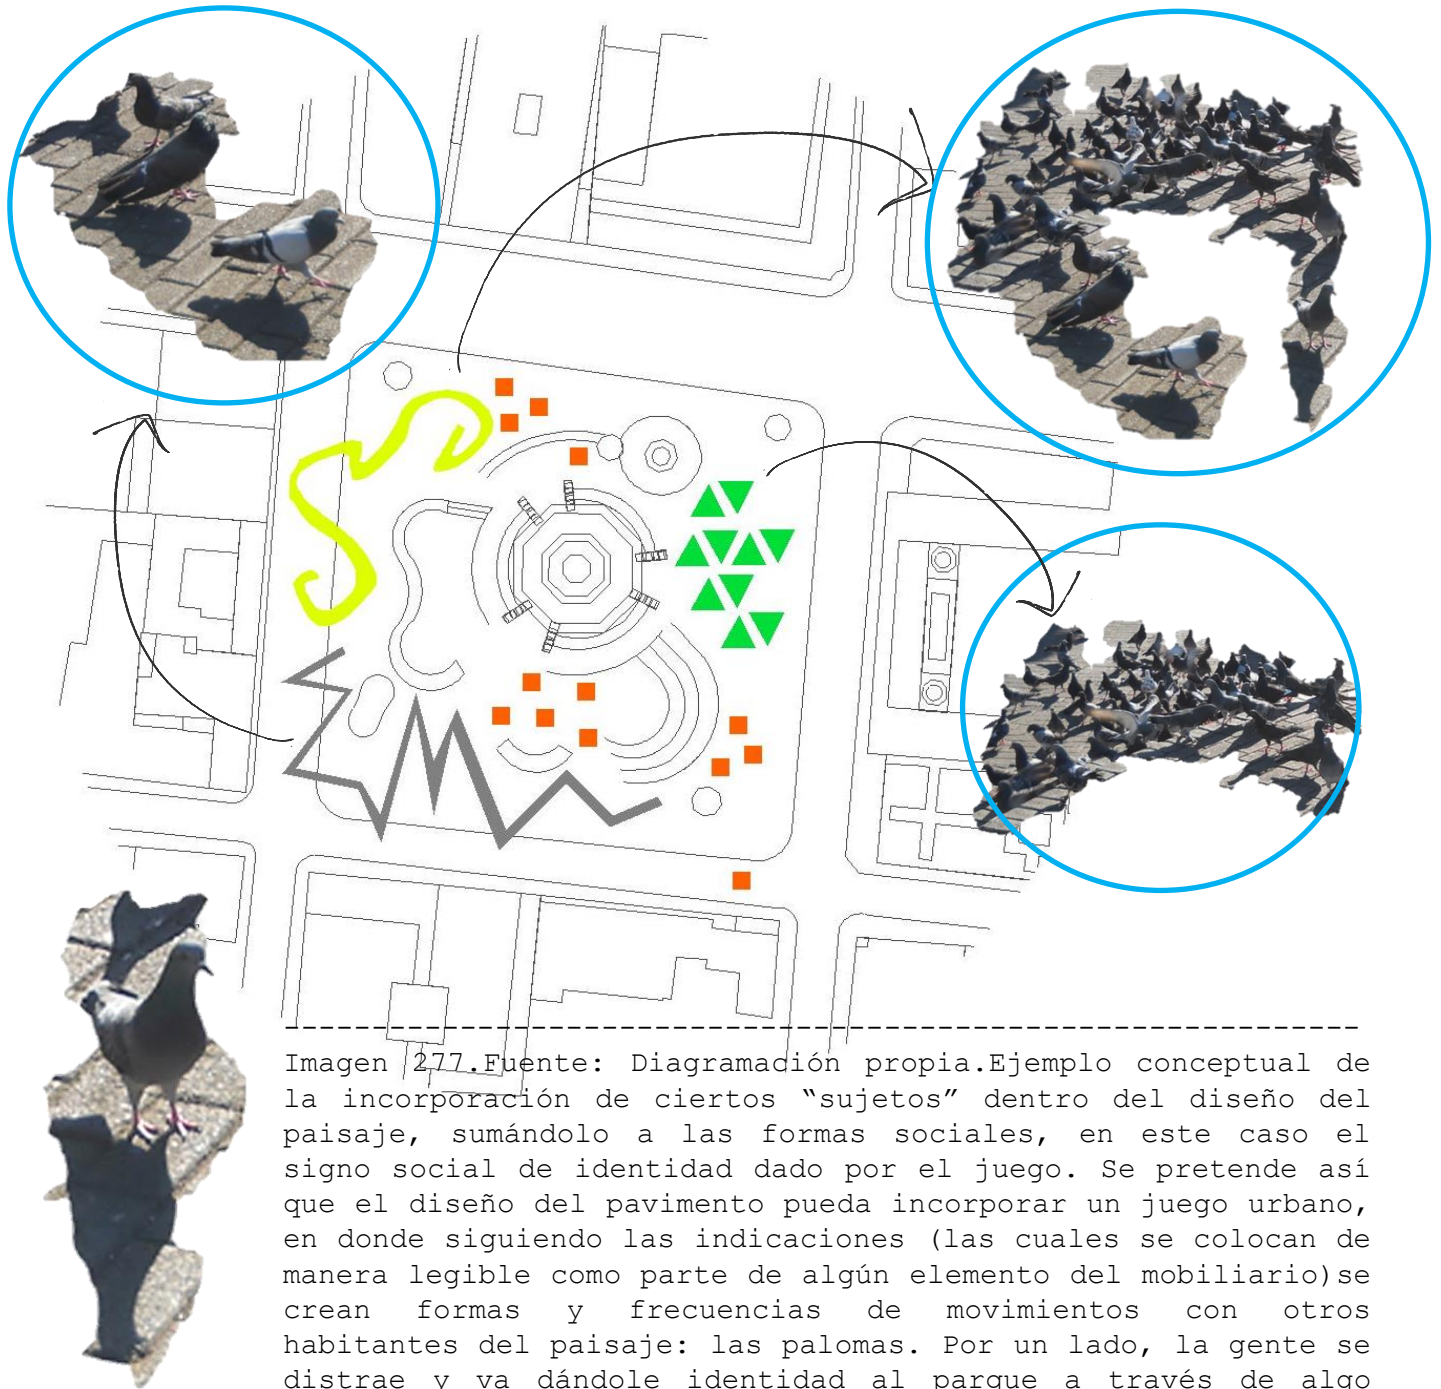 Imagen 277.Fuente: Diagramación propia.Ejemplo conceptual de
la incorporación de ciertos “sujetos” dentro del diseño del
paisaje, sumándolo a las formas sociales, en este caso el
signo social de identidad dado por el juego. Se pretende así
que el diseño del pavimento pueda incorporar un juego urbano,
en donde siguiendo las indicaciones (las cuales se colocan de
manera legible como parte de algún elemento del mobiliario)se
crean formas y frecuencias de movimientos con otros
habitantes del paisaje: las palomas. Por un lado, la gente se
distrae y va dándole identidad al parque a través de algo